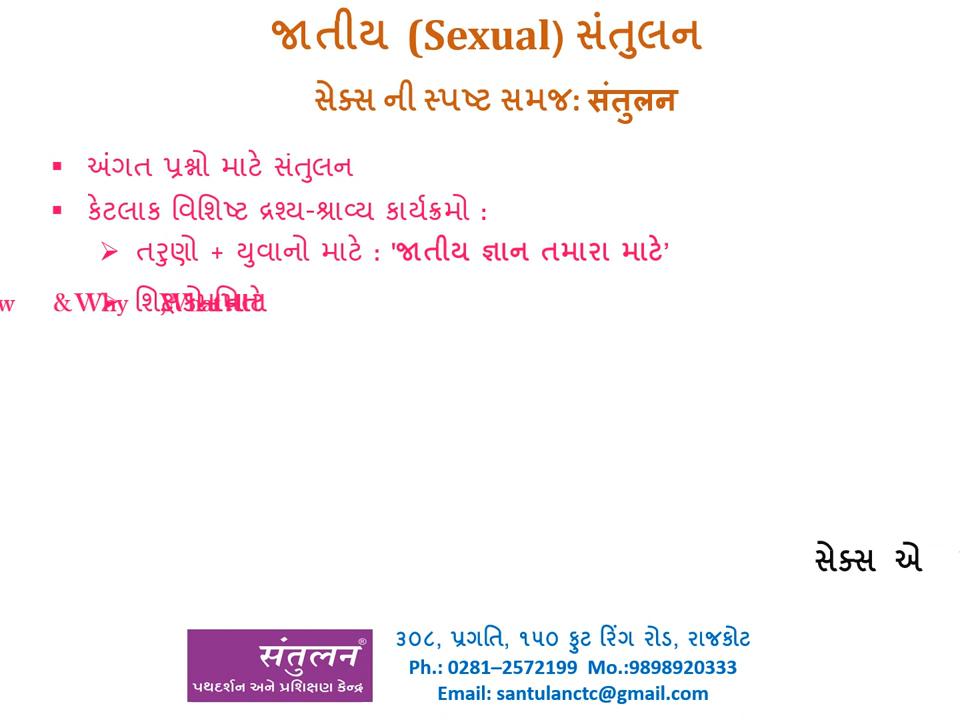 જાતીય (Sexual) સંતુલન
સેક્સ ની સ્પષ્ટ સમજ: સંતુલન
▪ અંગત પ્રશ્નો માટે સંતુલન
▪ કેટલાક વિશિષ્ટ દ્રશ્ય-શ્રાવ્ય કાર્યક્રમો :
➢ તરુણો + યુવાનો માટે : 'જાતીય જ્ઞાન તમારા માટે’
w & Why
સેક્સ એ
સંતુલન®
પથદર્શન અને પ્રશિક્ષણ કેન્દ્ર
૩૦૮, પ્રગતિ, ૧૫૦ ફુટ રિંગ રોડ, રાજકોટ
Ph.: 0281–2572199 Mo.:9898920333
Email: santulanctc@gmail.com